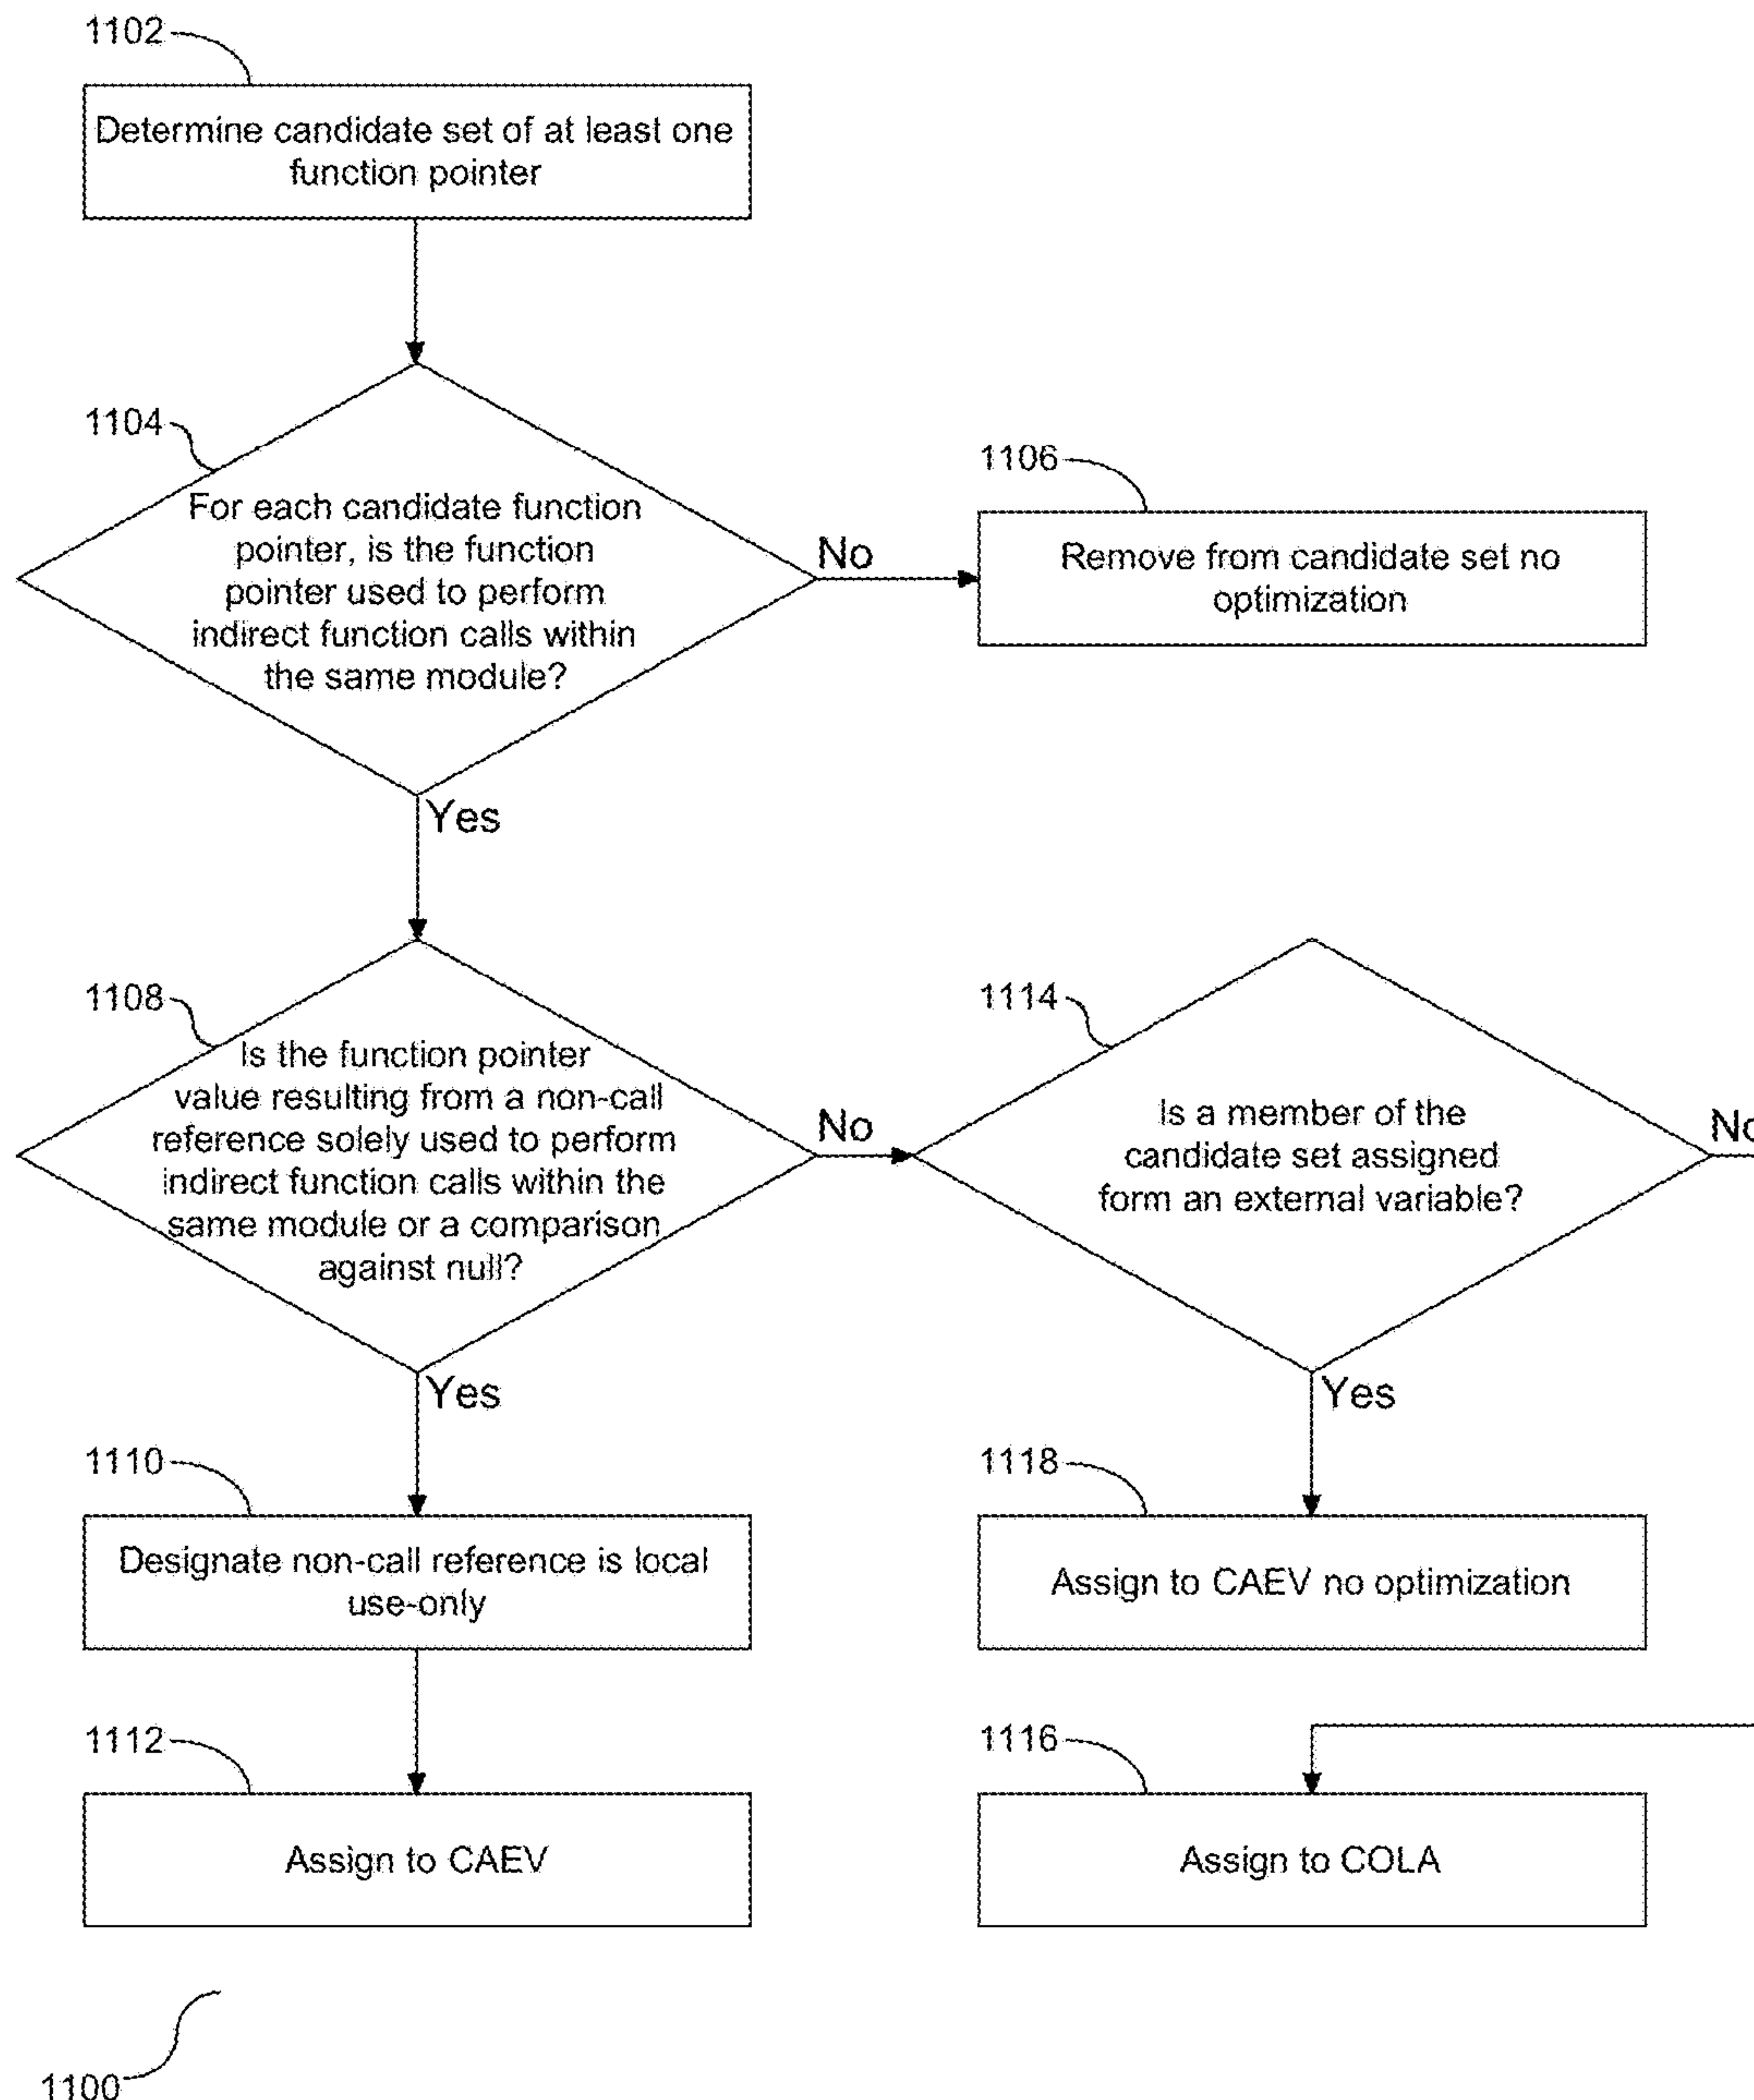 1102
Determine candidate set of at least one
function pointer
1104
For each candidate function
pointer, is the function
pointer used to perform
indirect function calls within
the same module?
No
1106
Remove from candidate set no
optimization
Yes
1108
Is the function pointer
value resulting from a non-call
reference solely used to perform
indirect function calls within the
same module or a comparison
against null?
No
1114
Is a member of the
candidate set assigned
form an external variable?
No
Yes
Yes
1110
Designate non-call reference is local
use-only
1118
Assign to CAEV no optimization
1112
Assign to CAEV
1116
Assign to COLA
1100